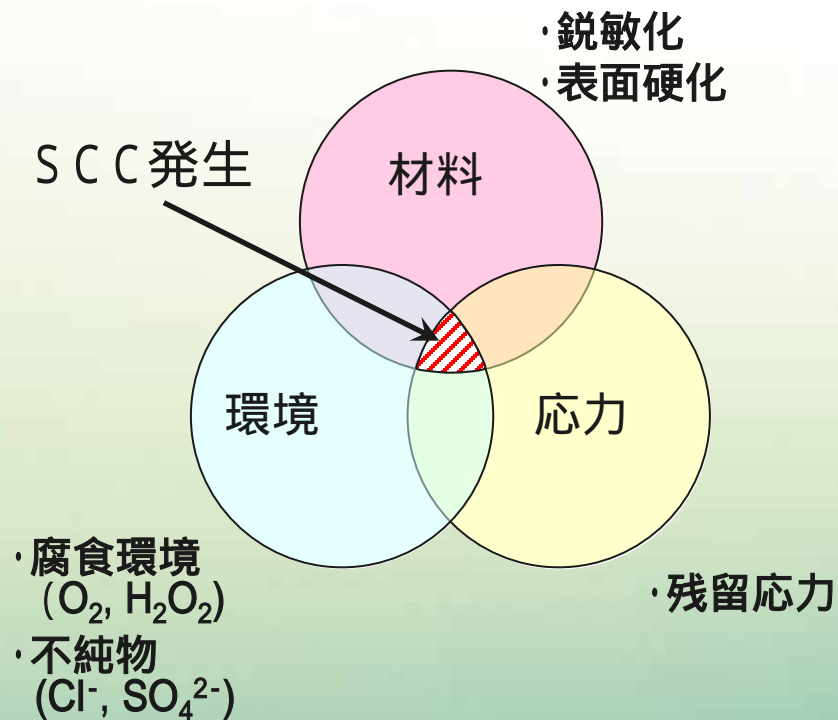 ・鋭敏化
・表面硬化
ＳＣＣ発生
材料
環境
応力
・腐食環境
(O₂, H₂O₂)
・不純物
(Cl⁻, SO₄²⁻)
・残留応力